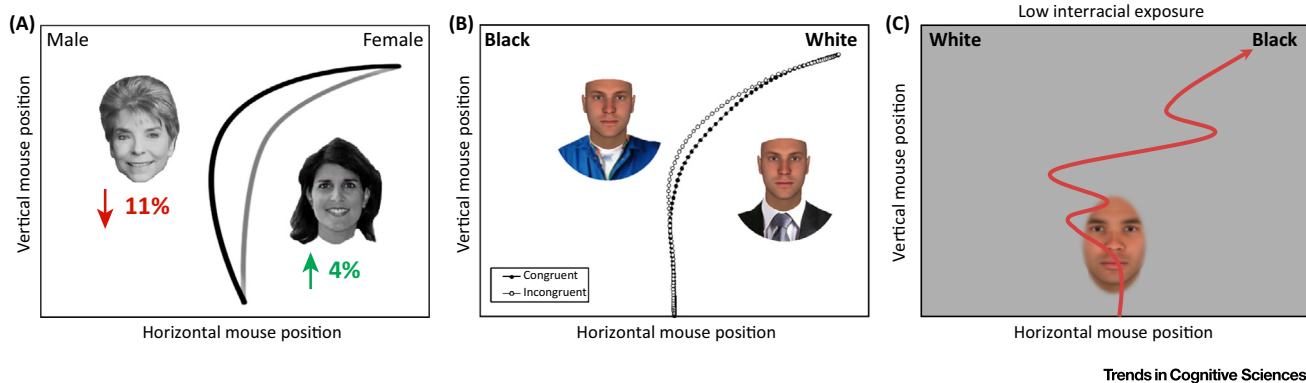 (A)
Male
Female
Vertical mouse position
11%
4%
Horizontal mouse position
(B)
Black
White
Vertical mouse position
Congruent
Incongruent
Horizontal mouse position
(C)
Low interracial exposure
White
Black
Vertical mouse position
Horizontal mouse position
Trends in Cognitive Sciences